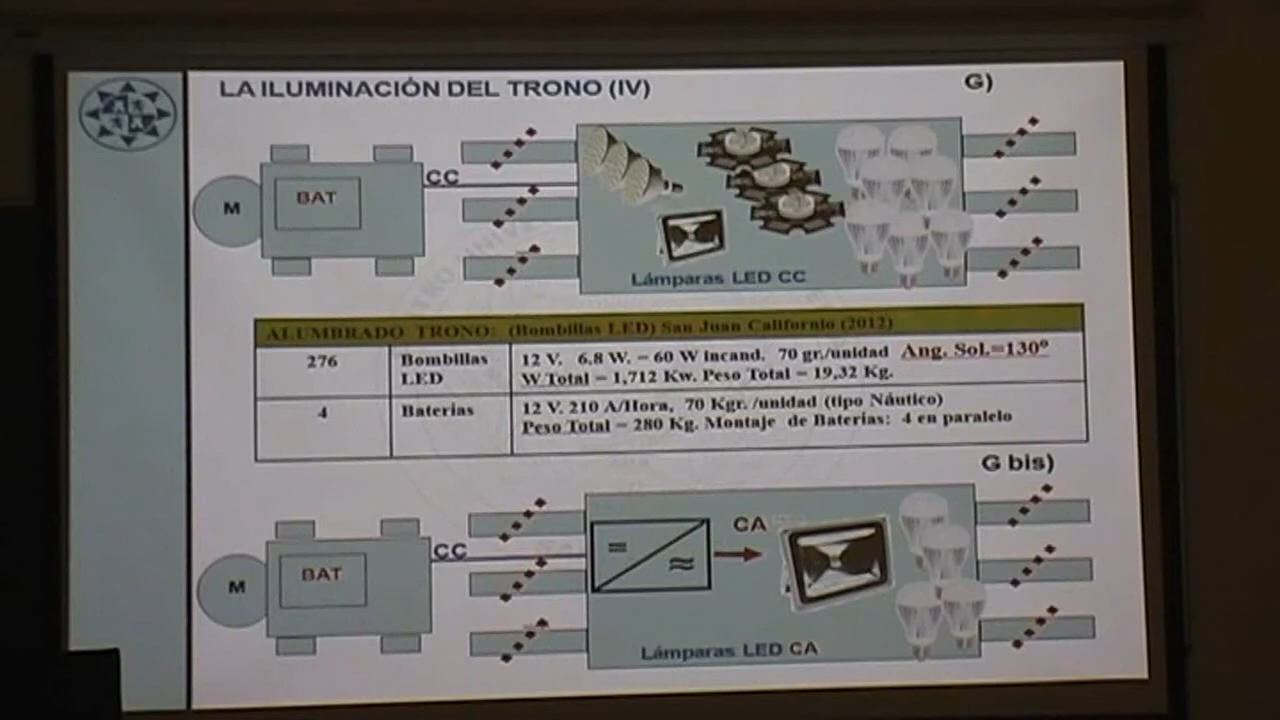 LA ILUMINACIÓN DEL TRONO (IV)
G)
M
BAT
CC
Lámparas LED CC
ALUMBRADO TRONO: (Bombillas LED) San Juan Californio (2012)
276
Bombillas LED
12 V. 6.8 W. = 60 W incand. 70 gr./unidad Ang. Sol.=130º
W Total = 1,712 Kw. Peso Total = 19,32 Kg.
4
Baterias
12 V. 210 A/Hora, 70 Kgr. /unidad (tipo Náutico)
Peso Total = 280 Kg. Montaje de Baterias: 4 en paralelo
G bis)
M
BAT
CC
=
≈
CA
Lámparas LED CA